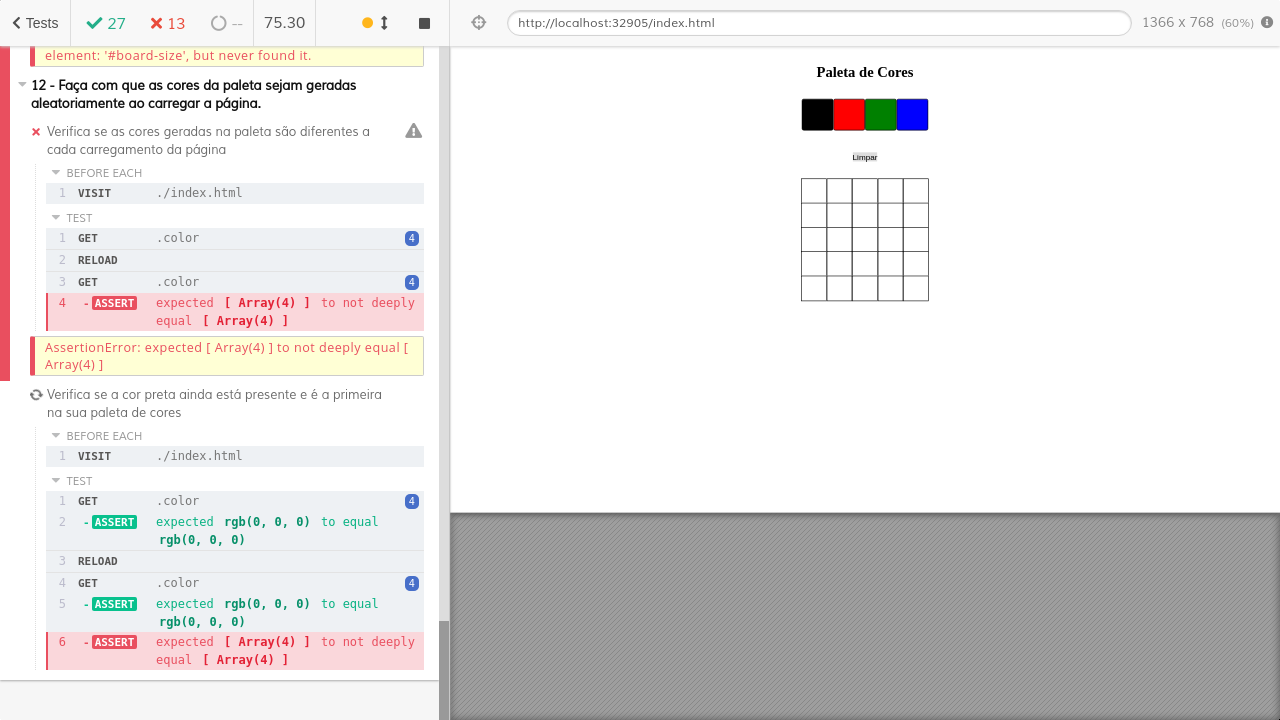 Tests
27
13
--
75.30
http://localhost:32905/index.html
1366 x 768 (60%)
element: '#board-size', but never found it.
12 - Faça com que as cores da paleta sejam geradas
aleatoriamente ao carregar a página.
Verifica se as cores geradas na paleta são diferentes a
cada carregamento da página
BEFORE EACH
1 VISIT ./index.html
TEST
1 GET .color 4
2 RELOAD
3 GET .color 4
4 -ASSERT expected [ Array(4) ] to not deeply
equal [ Array(4) ]
AssertionError: expected [ Array(4) ] to not deeply equal [
Array(4) ]
Verifica se a cor preta ainda está presente e é a primeira
na sua paleta de cores
BEFORE EACH
1 VISIT ./index.html
TEST
1 GET .color 4
2 -ASSERT expected rgb(0, 0, 0) to equal
rgb(0, 0, 0)
3 RELOAD
4 GET .color 4
5 -ASSERT expected rgb(0, 0, 0) to equal
rgb(0, 0, 0)
6 -ASSERT expected [ Array(4) ] to not deeply
equal [ Array(4) ]
Paleta de Cores
Limpar